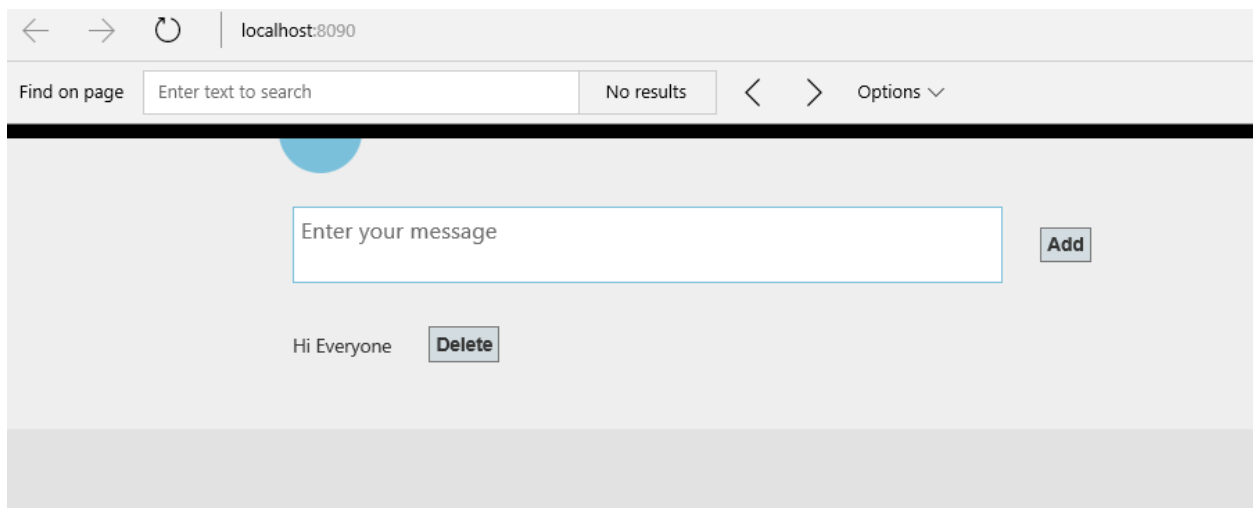 localhost:8090
Find on page Enter text to search No results Options
Enter your message
Add
Hi Everyone Delete